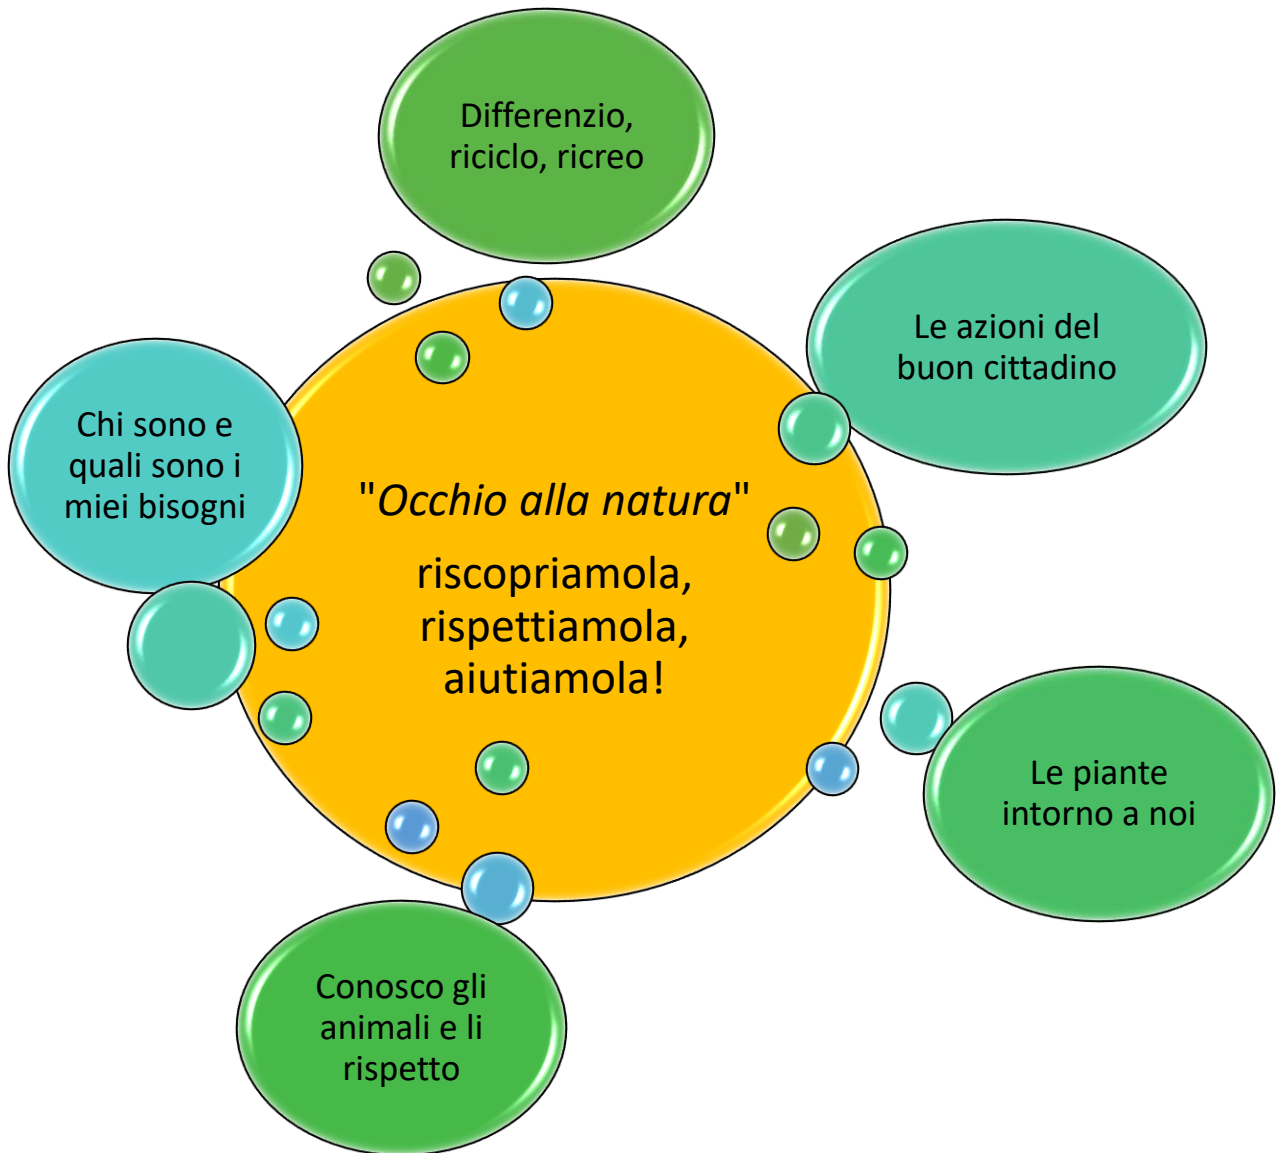 Differenzio,
riciclo, ricreo
Le azioni del
buon cittadino
Chi sono e
quali sono i
miei bisogni
"Occhio alla natura"
riscopriamola,
rispettiamola,
aiutiamola!
Le piante
intorno a noi
Conosco gli
animali e li
rispetto